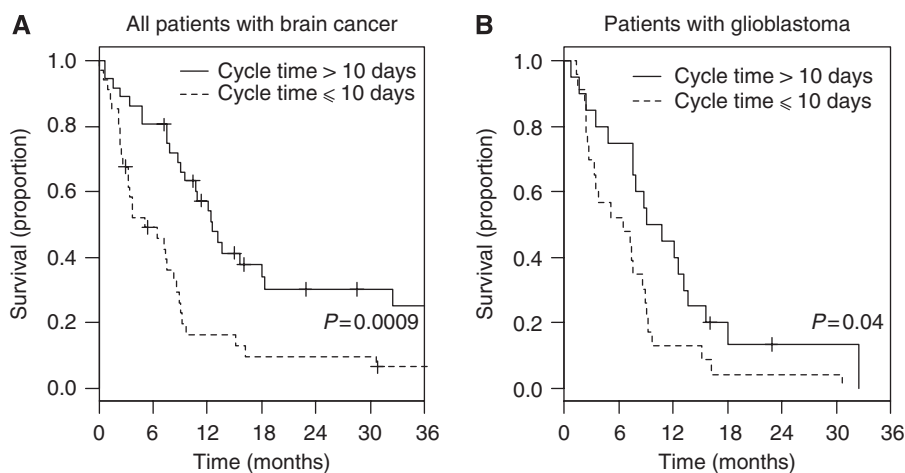 A
All patients with brain cancer
1.0
0.8
0.6
0.4
0.2
0.0
Survival (proportion)
Cycle time > 10 days
Cycle time ⩽ 10 days
P=0.0009
0 6 12 18 24 30 36
Time (months)
B
Patients with glioblastoma
1.0
0.8
0.6
0.4
0.2
0.0
Survival (proportion)
Cycle time > 10 days
Cycle time ⩽ 10 days
P=0.04
0 6 12 18 24 30 36
Time (months)